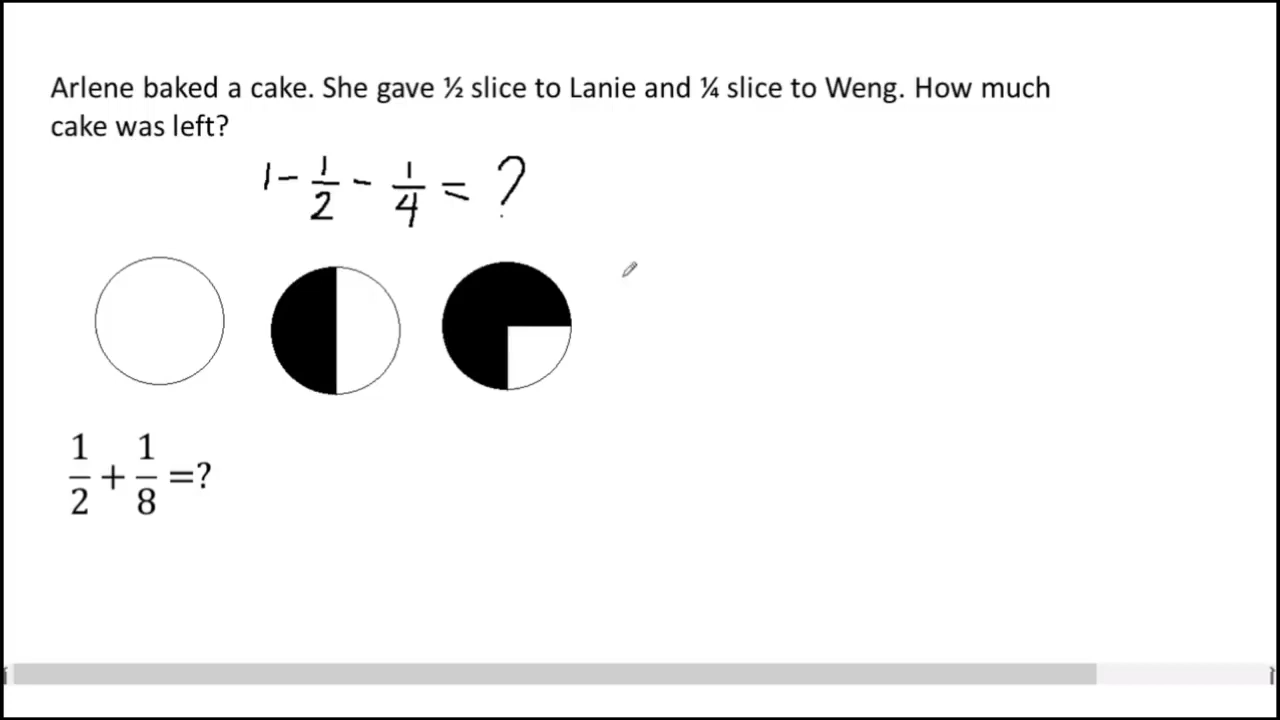 Arlene baked a cake. She gave ½ slice to Lanie and ¼ slice to Weng. How much
cake was left?
1 - 1/2 - 1/4 = ?
1/2 + 1/8 =?